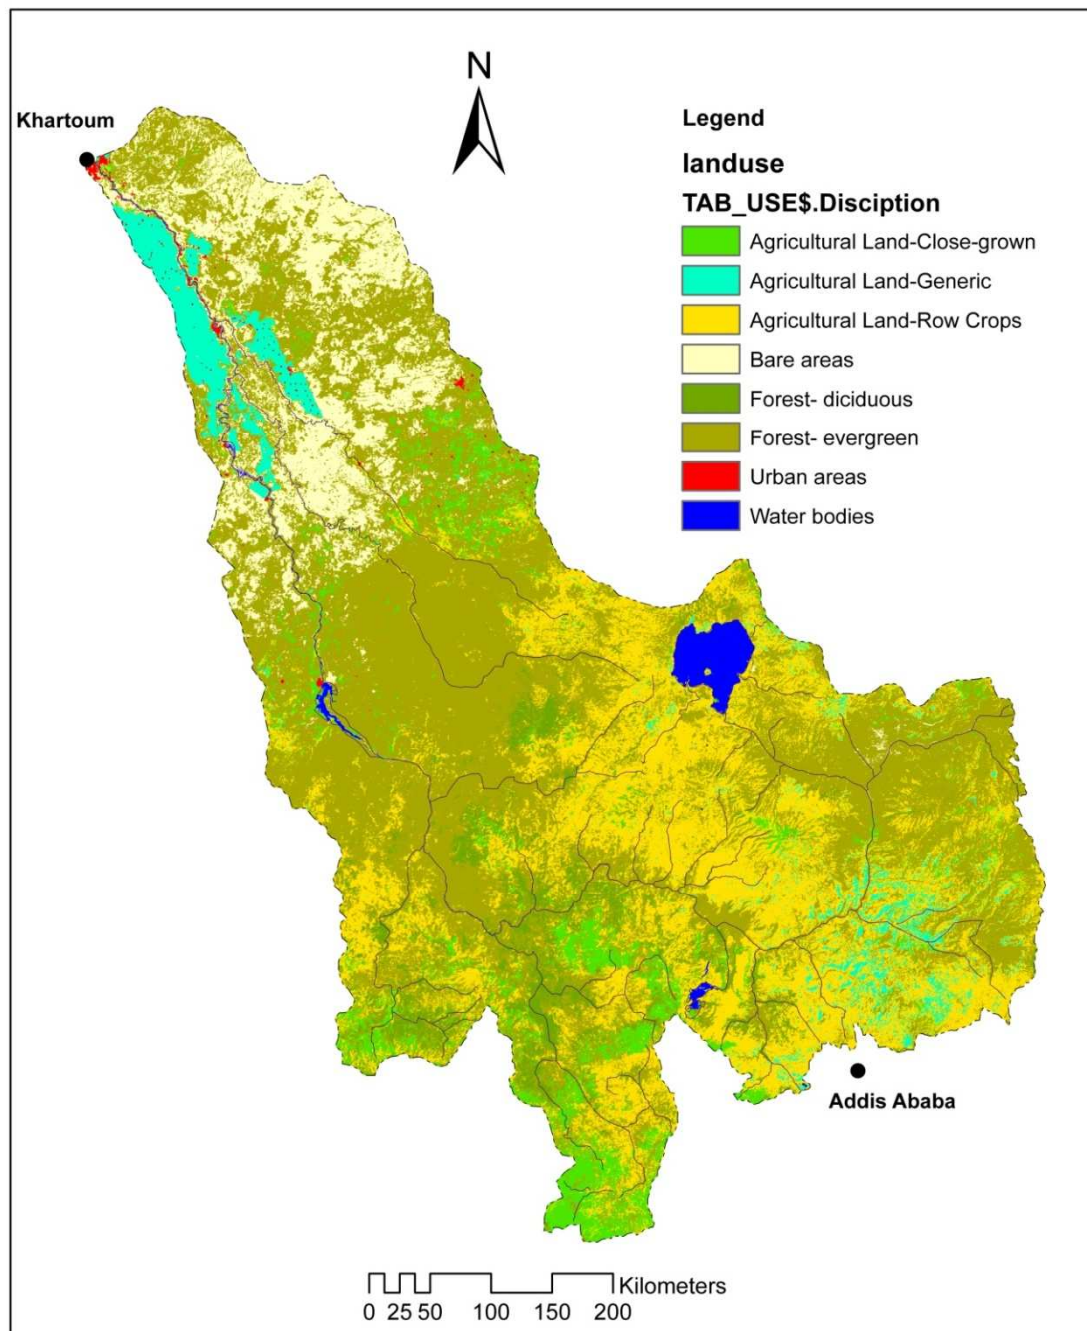 N
Khartoum
Legend
landuse
TAB_USE$.Disciption
Agricultural Land-Close-grown
Agricultural Land-Generic
Agricultural Land-Row Crops
Bare areas
Forest- diciduous
Forest- evergreen
Urban areas
Water bodies
Addis Ababa
Kilometers
0 25 50 100 150 200